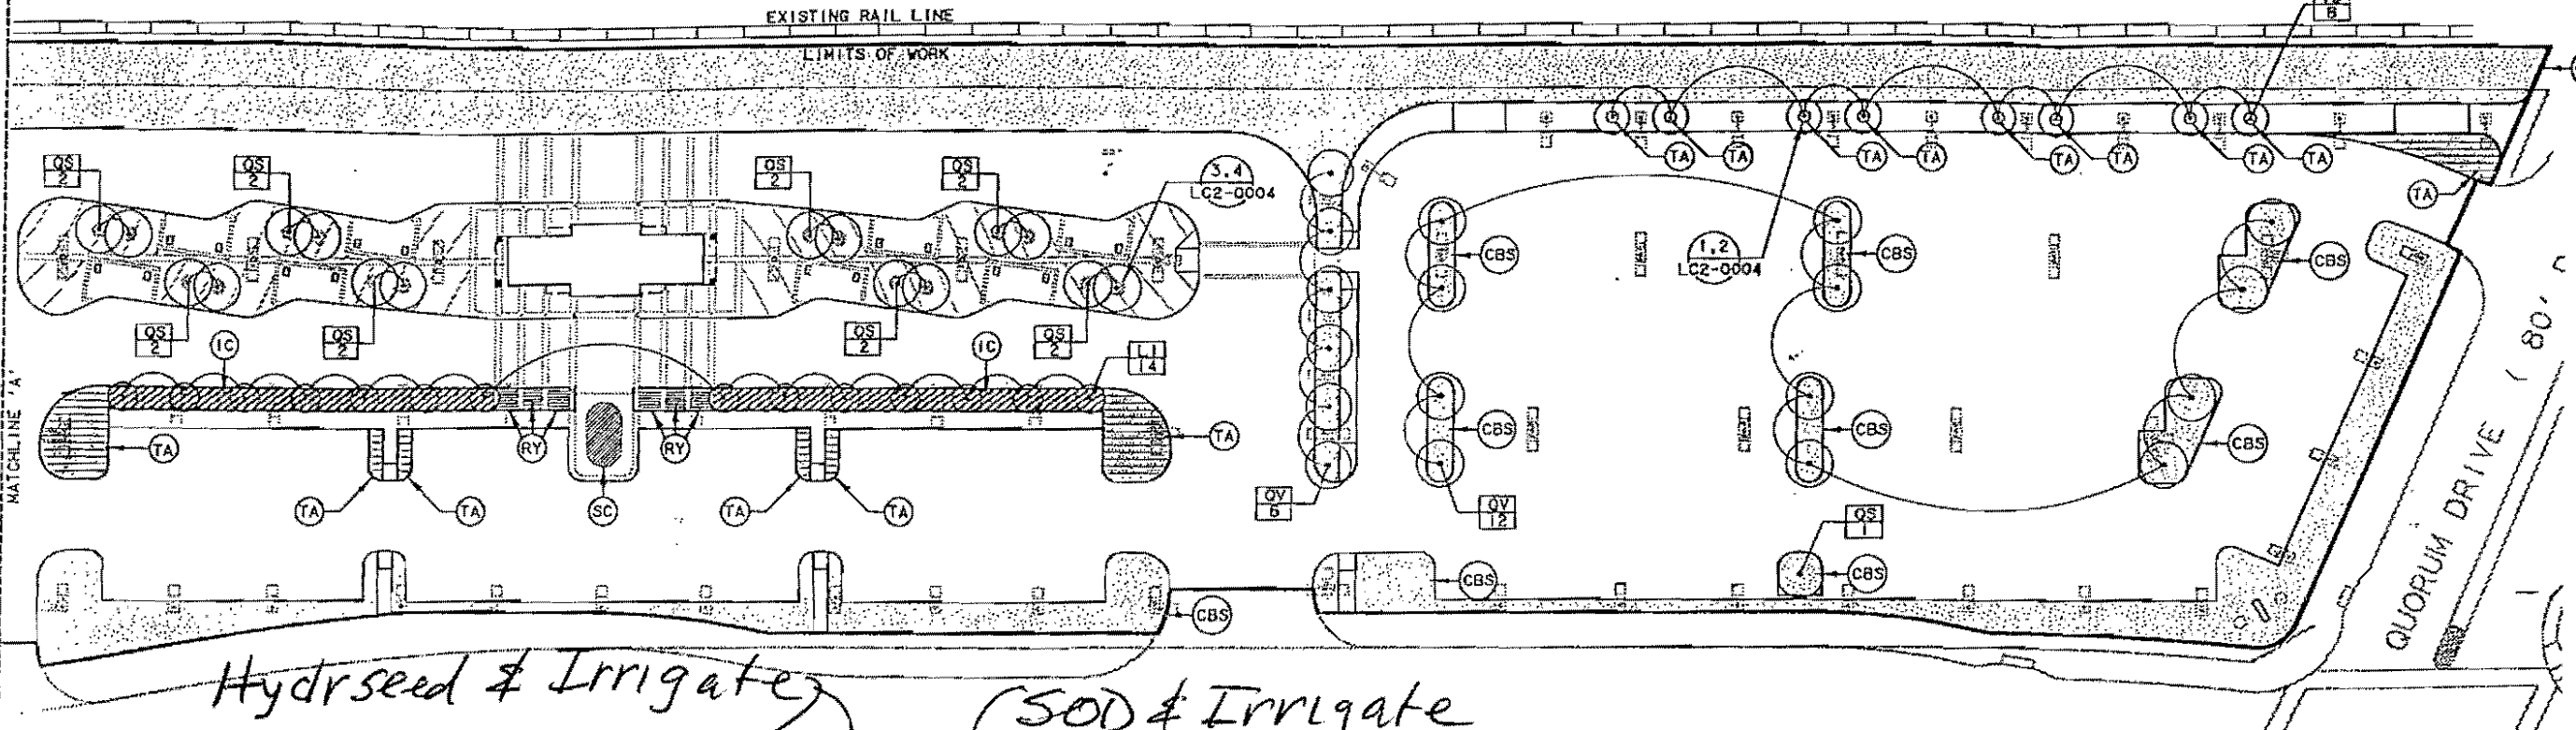 EXISTING RAIL LINE
8
LIMITS OF WORK
TA TA TA TA TA TA TA TA
QS 2
QS 2
QS 2
QS 2
3.4
LC2-0004
TA
CBS
1.2
LC2-0004
CBS
CBS
QS 2
QS 2
QS 2
QS 2
IC
IC
LI 14
MATCHLINE 'A'
TA
RY
RY
TA
CBS
CBS
CBS
TA
TA
SC
TA
TA
QV 6
QV 12
QS 1
CBS
CBS
CBS
QUORUM DRIVE ( 80'
Hydrseed & Irrigate
(SOD & Irrigate